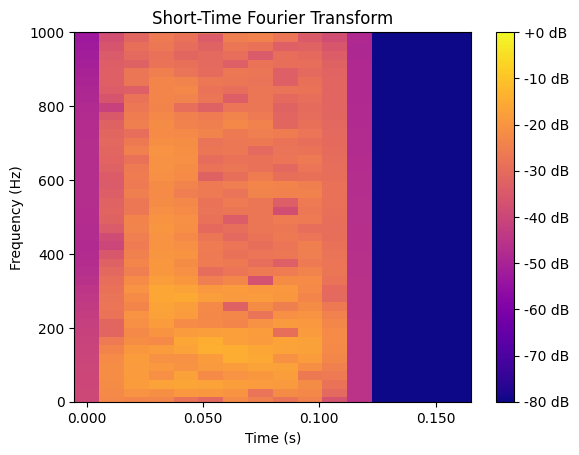 Short-Time Fourier Transform
1000
800
600
400
200
0
Frequency (Hz)
0.000
0.050
0.100
0.150
Time (s)
+0 dB
-10 dB
-20 dB
-30 dB
-40 dB
-50 dB
-60 dB
-70 dB
-80 dB